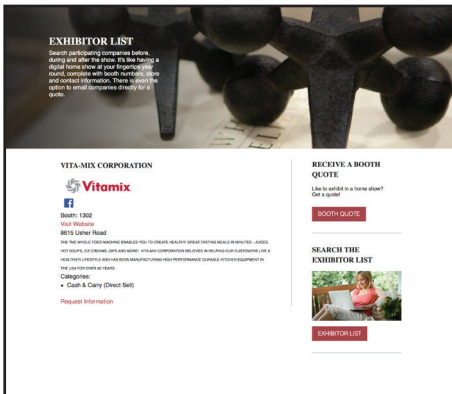 EXHIBITOR LIST
Search participating companies before,
during and after the show. It's like having a
digital home show at your fingertips year
round, complete with booth numbers, store
and contact information. There is even the
option to email companies directly for a
quote.
VITA-MIX CORPORATION
Vitamix
Booth: 1302
Visit Website
8615 Usher Road
THE TNC WHOLE FOOD MACHINE ENABLES YOU TO CREATE HEALTHY, GREAT-TASTING MEALS IN MINUTES - JUICES,
HOT SOUPS, ICE CREAMS, DIPS AND MORE! VITA-MIX CORPORATION BELIEVES IN HELPING OUR CUSTOMERS LIVE A
HEALTHIER LIFESTYLE AND HAS BEEN MANUFACTURING HIGH PERFORMANCE DURABLE KITCHEN EQUIPMENT IN
THE USA FOR OVER 80 YEARS.
Categories:
• Cash & Carry (Direct Sell)
Request Information
RECEIVE A BOOTH
QUOTE
Like to exhibit in a home show?
Get a quote!
BOOTH QUOTE
SEARCH THE
EXHIBITOR LIST
EXHIBITOR LIST